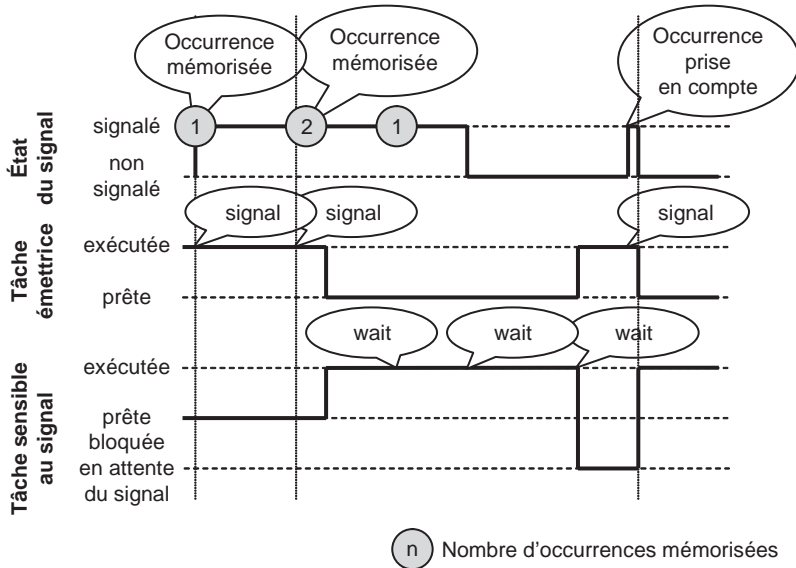 Occurrence
mémorisée
Occurrence
mémorisée
Occurrence
prise
en compte
État
du signal
signalé
non
signalé
1
2
1
Tâche
émettrice
signal
signal
signal
exécutée
prête
Tâche sensible
au signal
wait
wait
wait
exécutée
prête
bloquée
en attente
du signal
n Nombre d'occurrences mémorisées